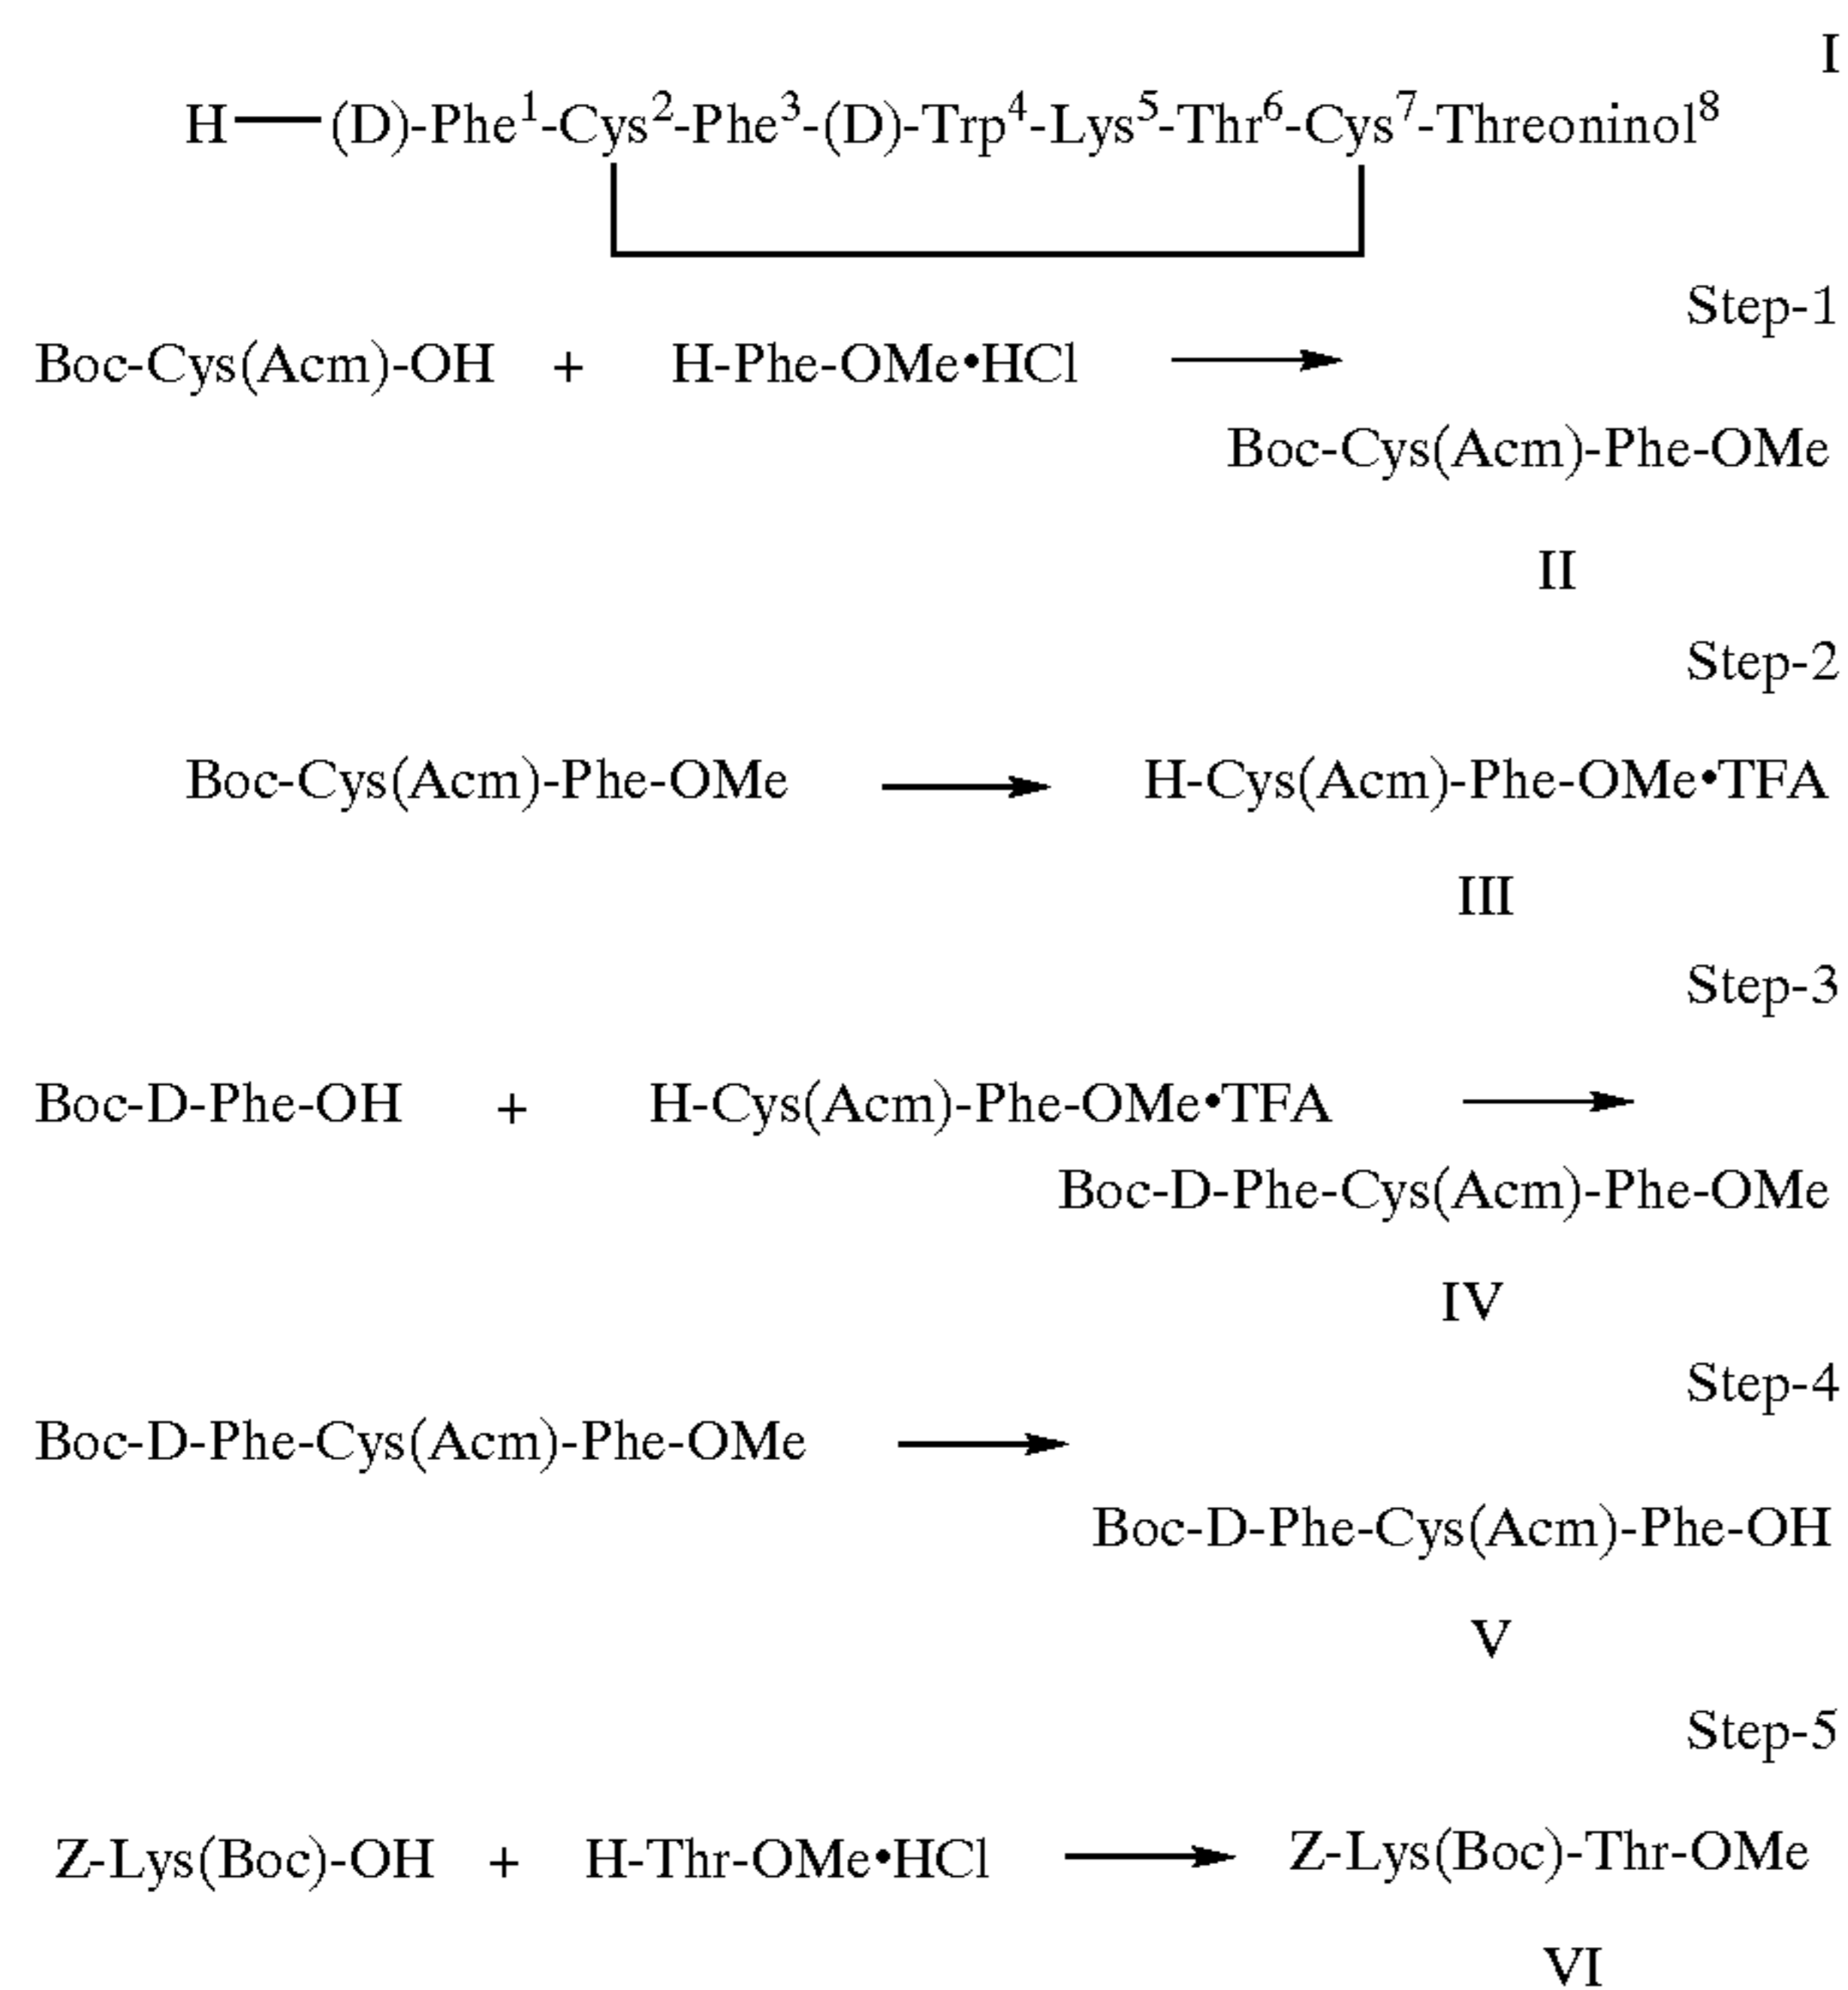 I
H—(D)-Phe¹-Cys²-Phe³-(D)-Trp⁴-Lys⁵-Thr⁶-Cys⁷-Threoninol⁸
Step-1
Boc-Cys(Acm)-OH + H-Phe-OMe•HCl →
Boc-Cys(Acm)-Phe-OMe
II
Step-2
Boc-Cys(Acm)-Phe-OMe → H-Cys(Acm)-Phe-OMe•TFA
III
Step-3
Boc-D-Phe-OH + H-Cys(Acm)-Phe-OMe•TFA →
Boc-D-Phe-Cys(Acm)-Phe-OMe
IV
Step-4
Boc-D-Phe-Cys(Acm)-Phe-OMe →
Boc-D-Phe-Cys(Acm)-Phe-OH
V
Step-5
Z-Lys(Boc)-OH + H-Thr-OMe•HCl → Z-Lys(Boc)-Thr-OMe
VI